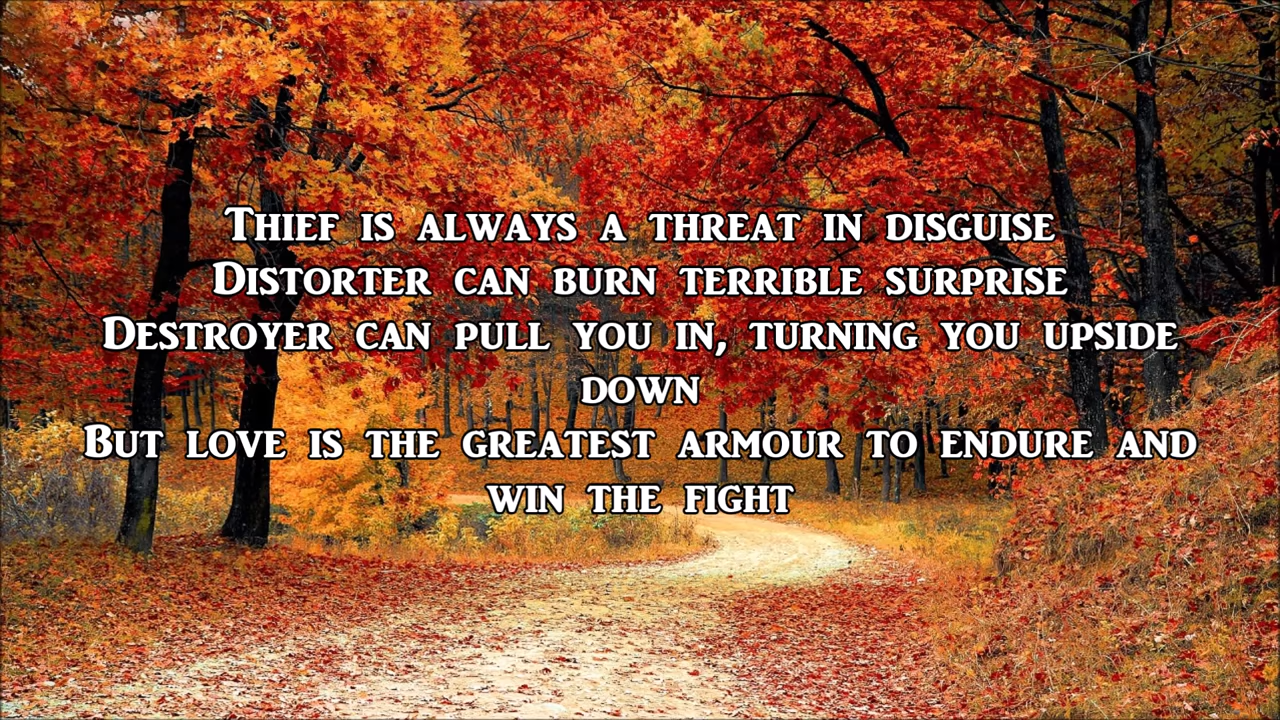 Thief is always a threat in disguise
Distorter can burn terrible surprise
Destroyer can pull you in, turning you upside
down
But love is the greatest armour to endure and
win the fight